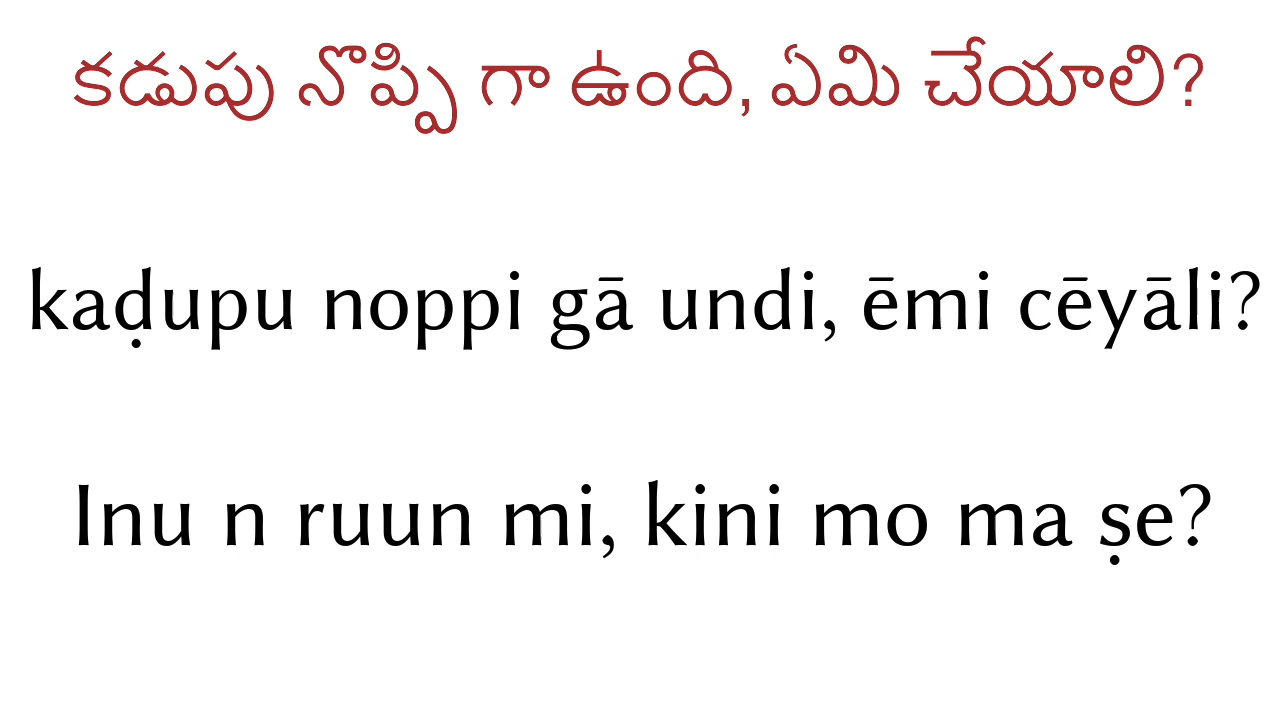 కడుపు నొప్పి గా ఉంది, ఏమి చేయాలి?
kaḍupu noppi gā undi, ēmi cēyāli?
Inu n ruun mi, kini mo ma ṣe?